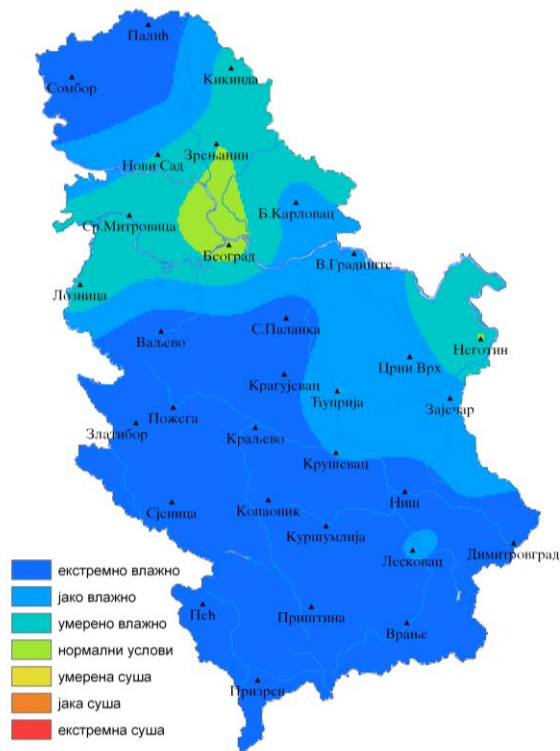 Палић
Сомбор
Кикинда
Нови Сад
Зрењанин
Ср.Митровица
Б.Карловац
Београд
В.Градиште
Лозница
Ваљево
С.Паланка
Неготин
Црни Врх
Крагујевац
Ћуприја
Зајечар
Пожега
Златибор
Краљево
Крушевац
Ниш
Сјеница
Копаоник
Куршумлија
Лесковац
Димитровград
Пећ
Приштина
Врање
Призрен
екстремно влажно
јако влажно
умерено влажно
нормални услови
умерена суша
јака суша
екстремна суша